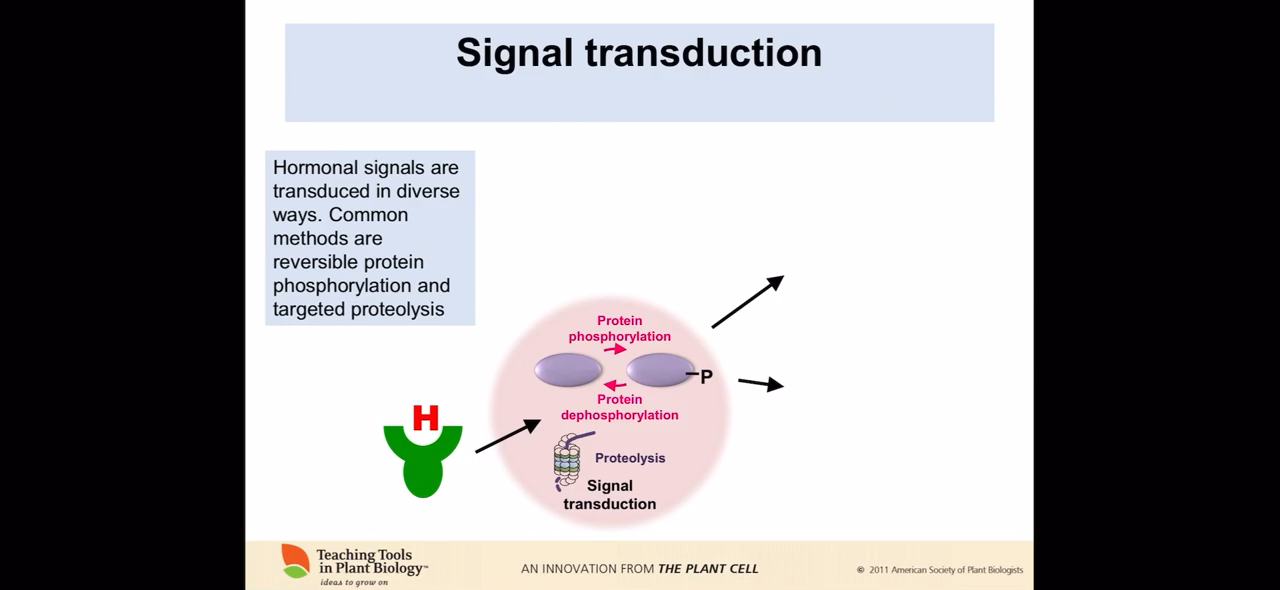 Signal transduction
Hormonal signals are
transduced in diverse
ways. Common
methods are
reversible protein
phosphorylation and
targeted proteolysis
Protein
phosphorylation
P
Protein
dephosphorylation
H
Proteolysis
Signal
transduction
Teaching Tools
in Plant Biology™
ideas to grow on
AN INNOVATION FROM THE PLANT CELL
© 2011 American Society of Plant Biologists